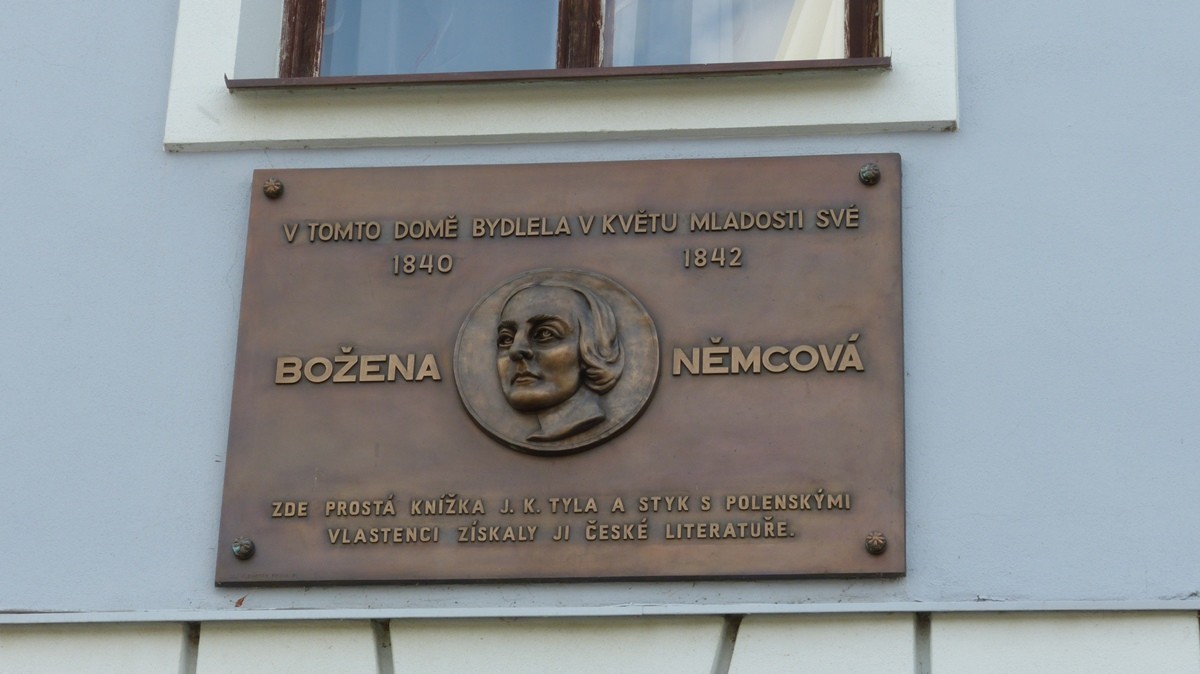 V TOMTO DOMĚ BYDLELA V KVĚTU MLADOSTI SVÉ
1840 1842
BOŽENA NĚMCOVÁ
ZDE PROSTÁ KNÍŽKA J. K. TYLA A STYK S POLENSKÝMI
VLASTENCI ZÍSKALY JI ČESKÉ LITERATUŘE.